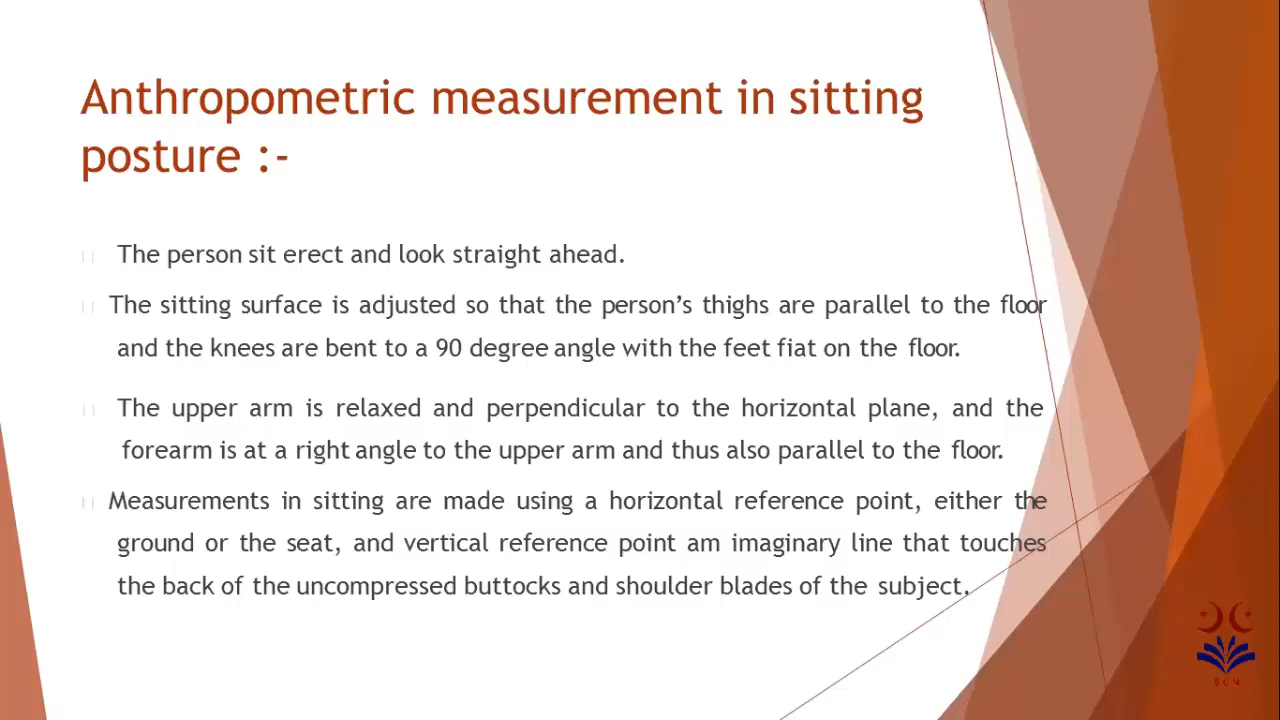 Anthropometric measurement in sitting
posture :-
The person sit erect and look straight ahead.
The sitting surface is adjusted so that the person’s thighs are parallel to the floor
and the knees are bent to a 90 degree angle with the feet fiat on the floor.
The upper arm is relaxed and perpendicular to the horizontal plane, and the
forearm is at a right angle to the upper arm and thus also parallel to the floor.
Measurements in sitting are made using a horizontal reference point, either the
ground or the seat, and vertical reference point am imaginary line that touches
the back of the uncompressed buttocks and shoulder blades of the subject.